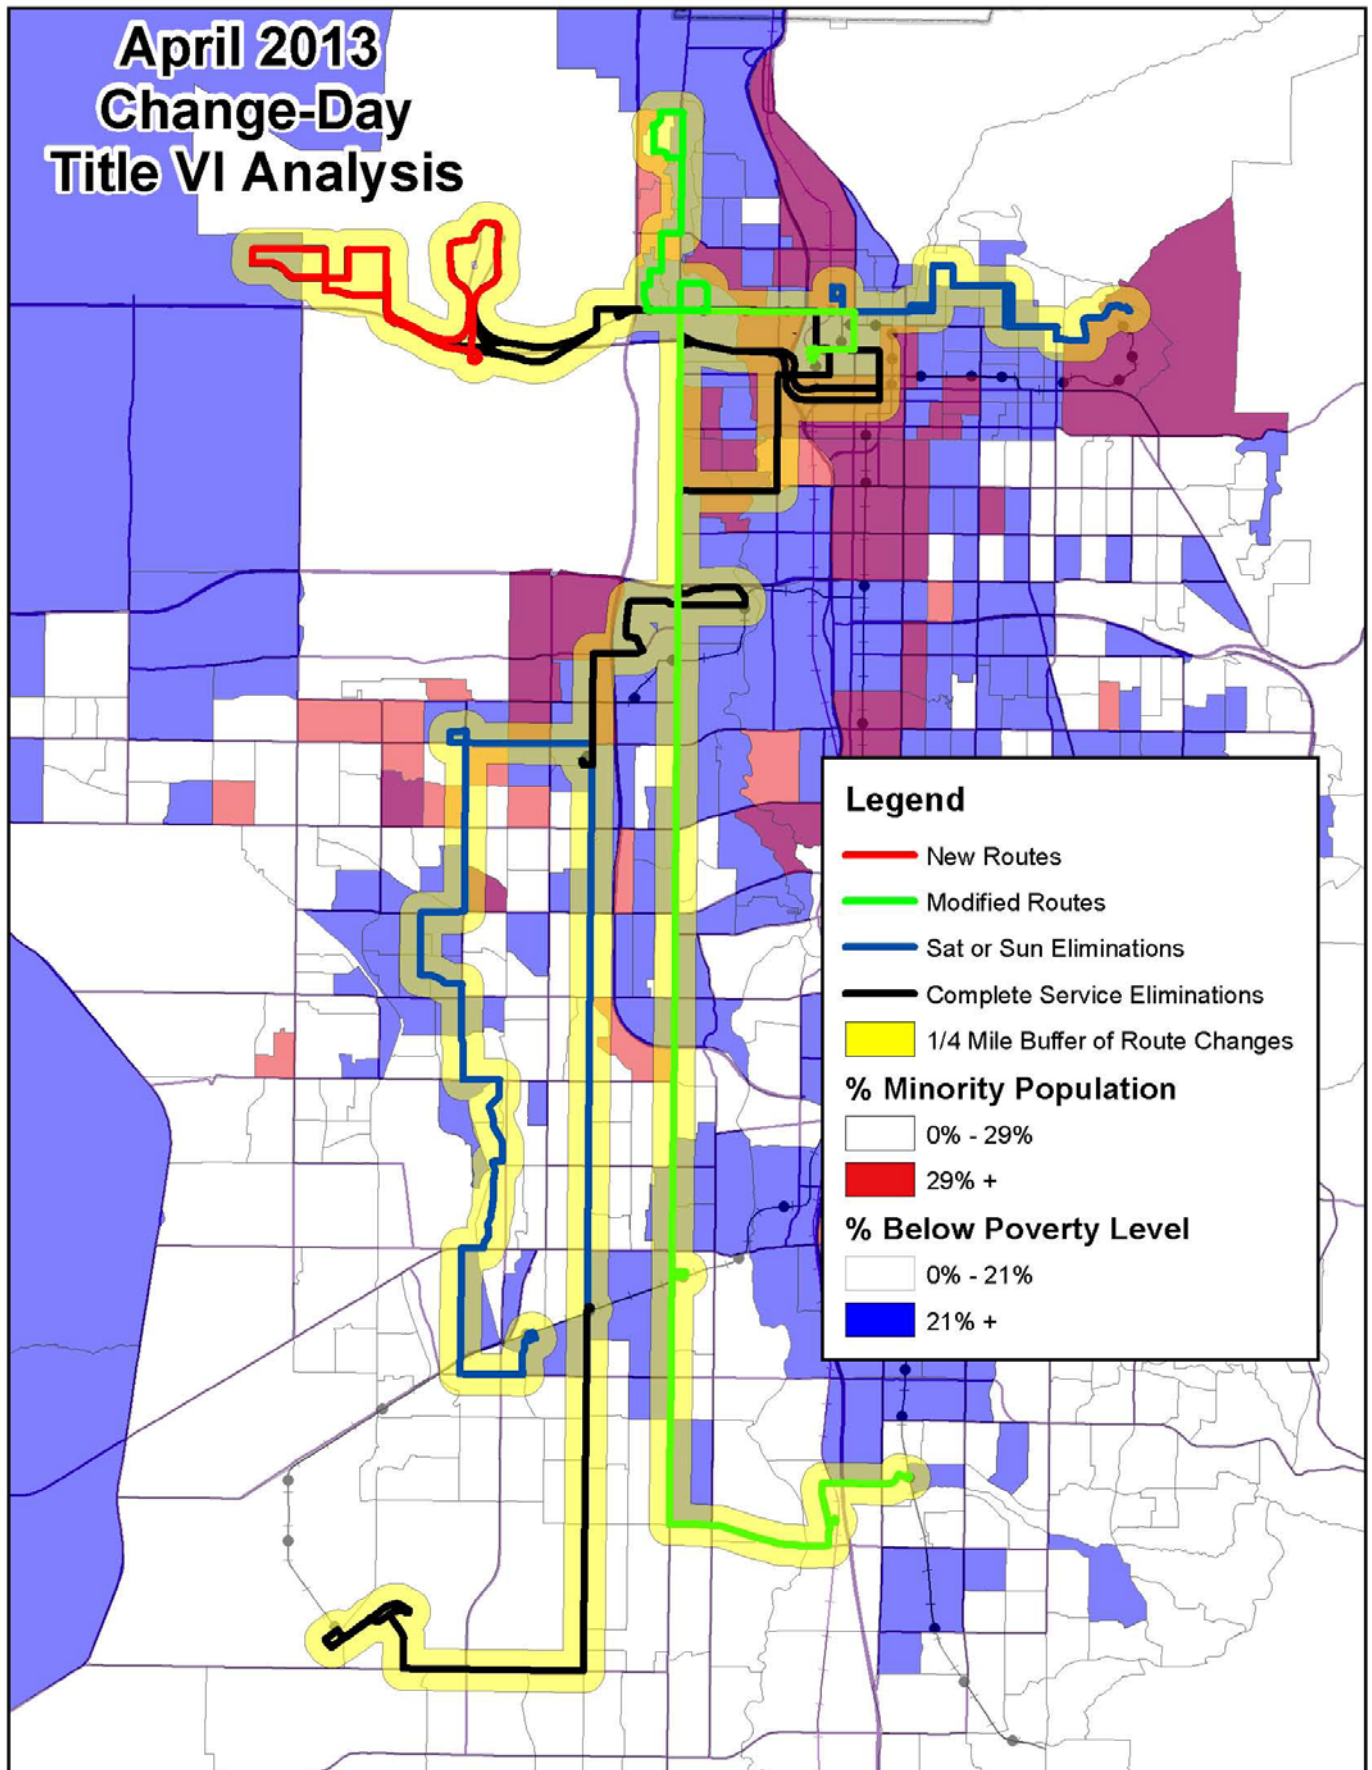 April 2013
Change-Day
Title VI Analysis
Legend
New Routes
Modified Routes
Sat or Sun Eliminations
Complete Service Eliminations
1/4 Mile Buffer of Route Changes
% Minority Population
0% - 29%
29% +
% Below Poverty Level
0% - 21%
21% +